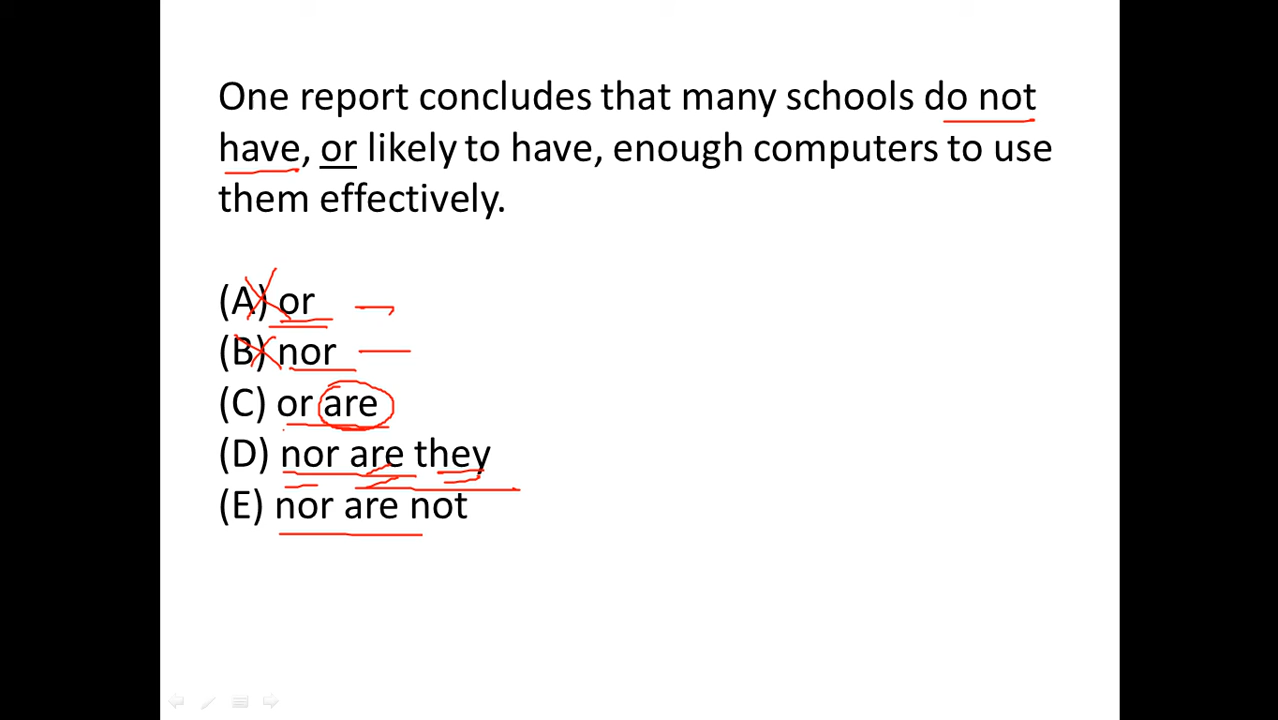 One report concludes that many schools do not
have, or likely to have, enough computers to use
them effectively.
(A) or
(B) nor
(C) or are
(D) nor are they
(E) nor are not